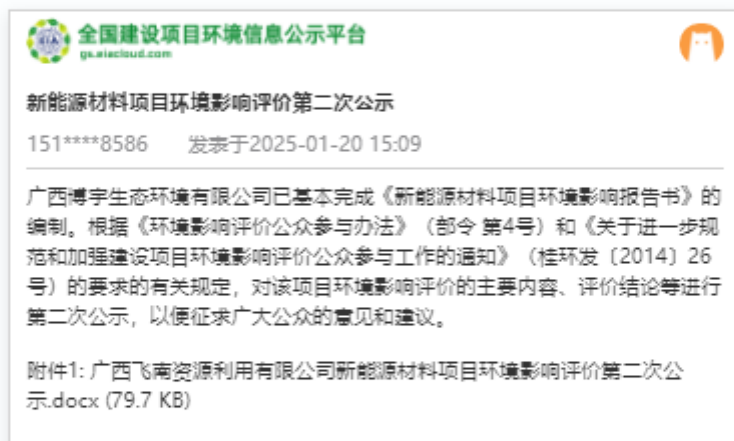 全国建设项目环境信息公示平台
gs.eiacloud.com
新能源材料项目环境影响评价第二次公示
151****8586 发表于2025-01-20 15:09
广西博宇生态环境有限公司已基本完成《新能源材料项目环境影响报告书》的
编制。根据《环境影响评价公众参与办法》（部令 第4号）和《关于进一步规
范和加强建设项目环境影响评价公众参与工作的通知》（桂环发〔2014〕26
号）的要求的有关规定，对该项目环境影响评价的主要内容、评价结论等进行
第二次公示，以便征求广大公众的意见和建议。
附件1: 广西飞南资源利用有限公司新能源材料项目环境影响评价第二次公
示.docx (79.7 KB)